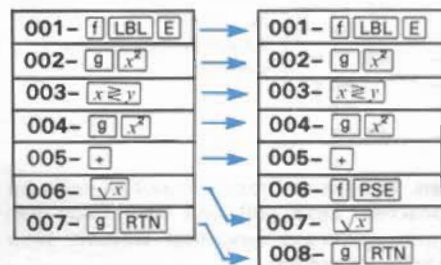 001– f LBL E
002– g x²
003– x≷y
004– g x²
005– +
006– √x
007– g RTN
001– f LBL E
002– g x²
003– x≷y
004– g x²
005– +
006– f PSE
007– √x
008– g RTN